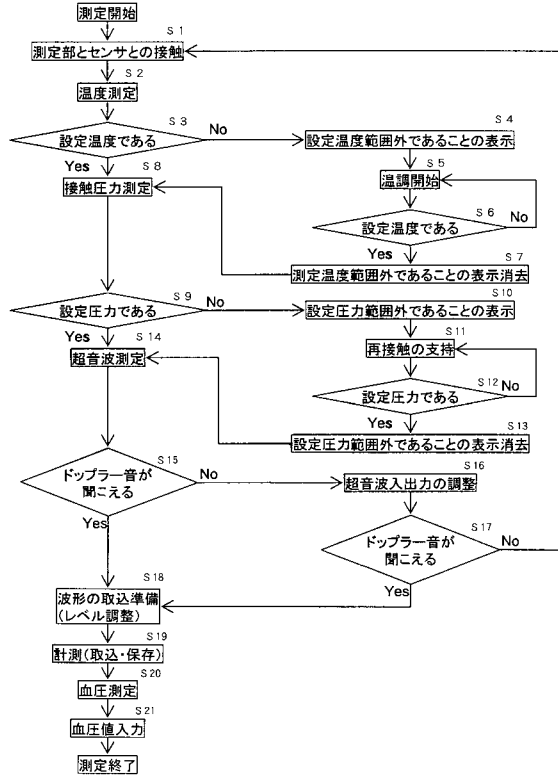 測定開始
S 1
測定部とセンサとの接触
S 2
温度測定
S 3
設定温度である
No
Yes
S 4
設定温度範囲外であることの表示
S 5
温調開始
S 6
設定温度である
No
Yes
S 7
測定温度範囲外であることの表示消去
S 8
接触圧力測定
S 9
設定圧力である
No
Yes
S10
設定圧力範囲外であることの表示
S11
再接触の支持
S12
設定圧力である
No
Yes
S13
設定圧力範囲外であることの表示消去
S14
超音波測定
S15
ドップラー音が
聞こえる
No
Yes
S16
超音波入出力の調整
S17
ドップラー音が
聞こえる
No
Yes
S18
波形の取込準備
(レベル調整)
S19
計測(取込・保存)
S20
血圧測定
S21
血圧値入力
測定終了